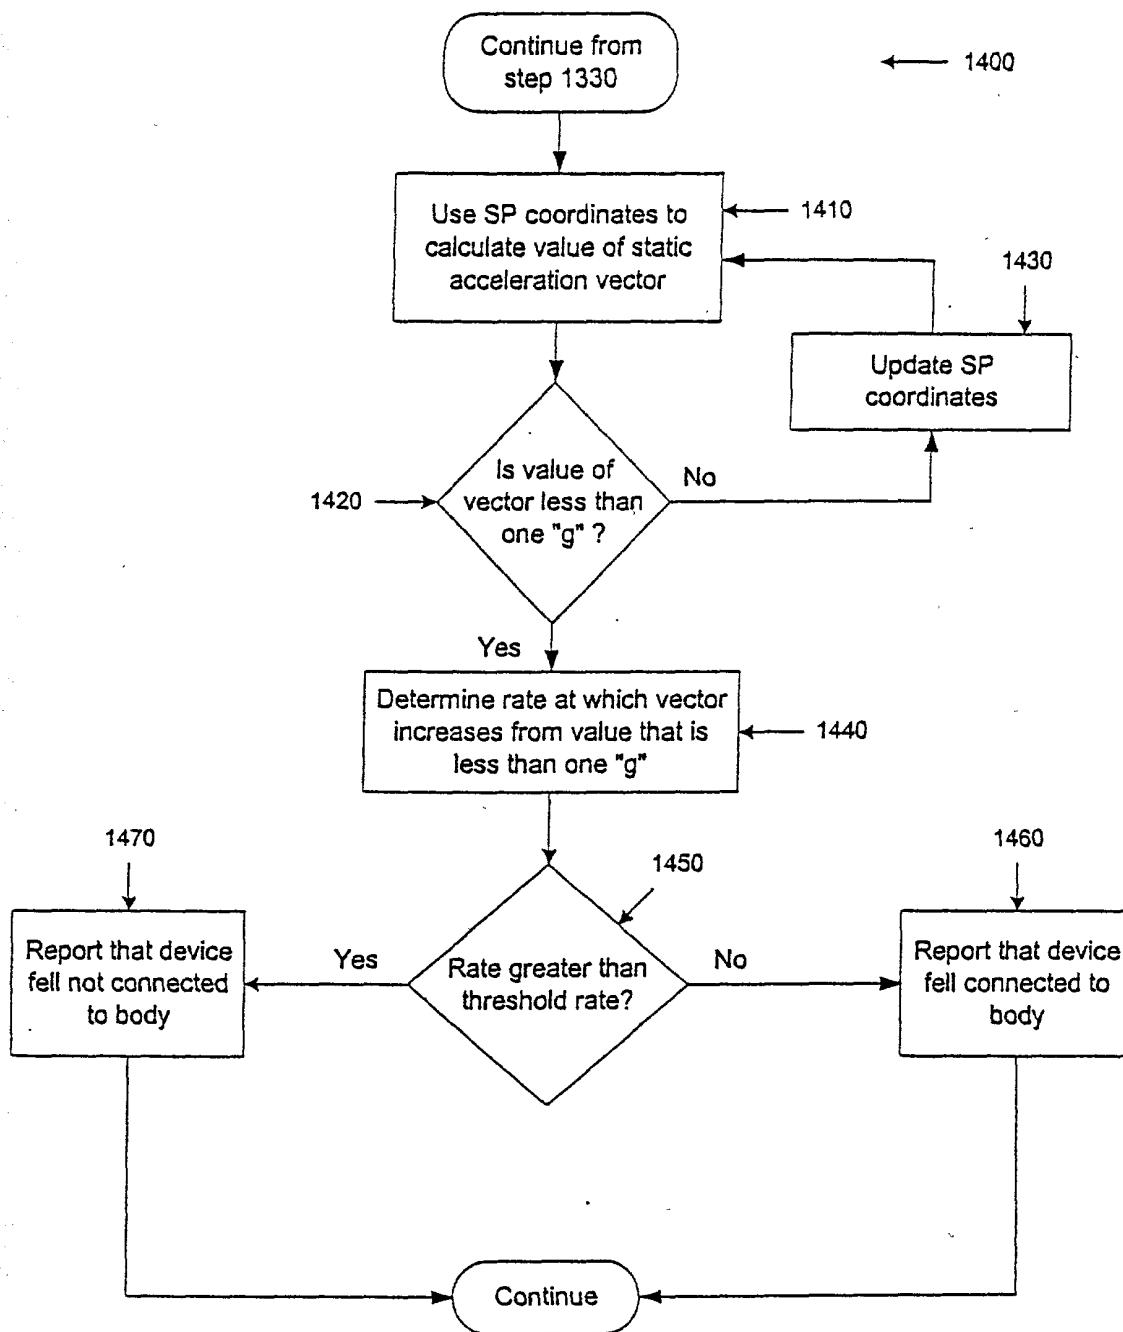 Continue from
step 1330
1400
Use SP coordinates to
calculate value of static
acceleration vector
1410
1430
Update SP
coordinates
Is value of
vector less than
one "g" ?
1420
No
Yes
Determine rate at which vector
increases from value that is
less than one "g"
1440
1470
1450
1460
Report that device
fell not connected
to body
Yes
Rate greater than
threshold rate?
No
Report that device
fell connected to
body
Continue